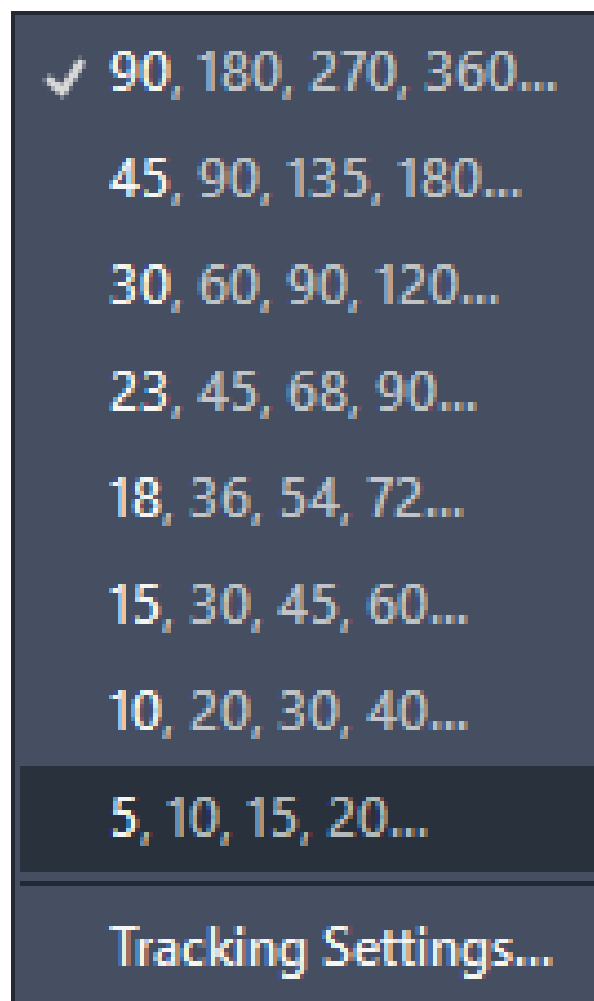 90, 180, 270, 360...
45, 90, 135, 180...
30, 60, 90, 120...
23, 45, 68, 90...
18, 36, 54, 72...
15, 30, 45, 60...
10, 20, 30, 40...
5, 10, 15, 20...
Tracking Settings...